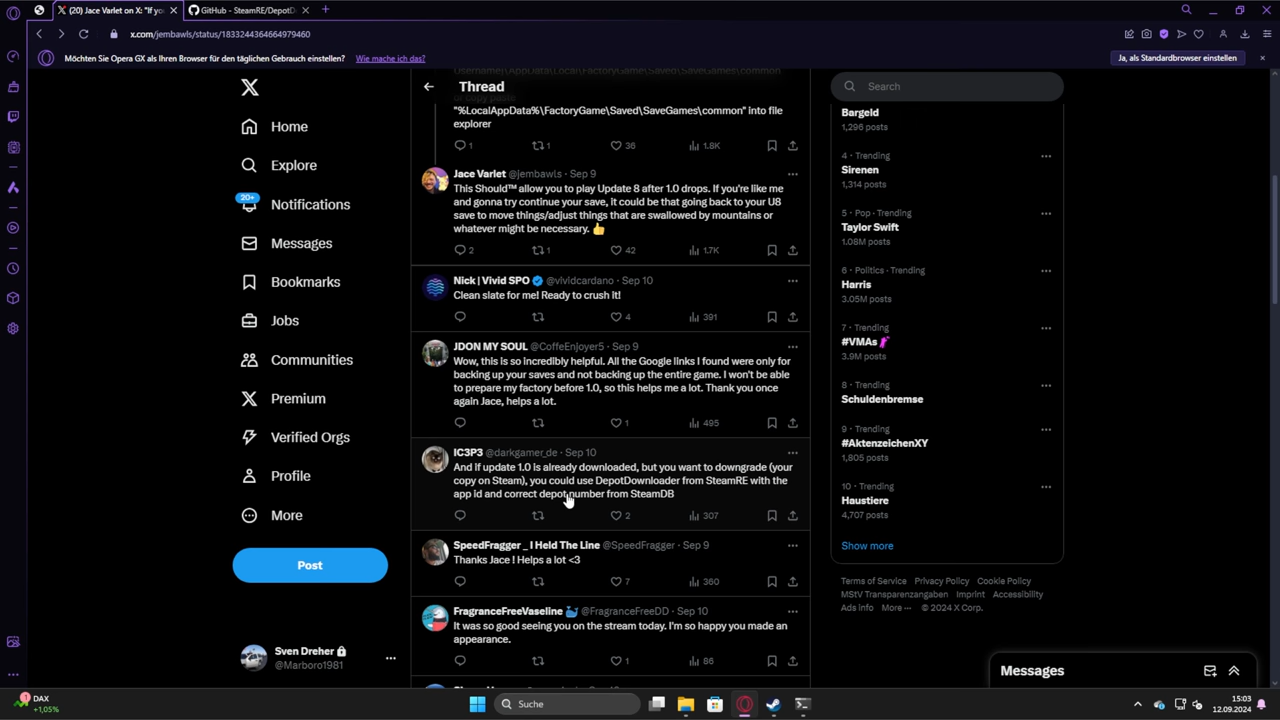 (20) Jace Varlet on X: "If yo
GitHub - SteamRE/DepotD
x.com/jembawls/status/1833244364664979460
Möchten Sie Opera GX als Ihren Browser für den täglichen Gebrauch einstellen?
Wie mache ich das?
Ja, als Standardbrowser einstellen
Home
Explore
20+
Notifications
Messages
Bookmarks
Jobs
Communities
Premium
Verified Orgs
Profile
More
Post
Sven Dreher
@Marboro1981
Thread
"%LocalAppData%\FactoryGame\Saved\SaveGames\common" into file
explorer
1
1
36
1.8K
Jace Varlet @jembawls · Sep 9
This Should™ allow you to play Update 8 after 1.0 drops. If you're like me
and gonna try continue your save, it could be that going back to your U8
save to move things/adjust things that are swallowed by mountains or
whatever might be necessary. 👍
2
1
42
1.7K
Nick | Vivid SPO @vividcardano · Sep 10
Clean slate for me! Ready to crush It!
4
391
JDON MY SOUL @CoffeEnjoyer5 · Sep 9
Wow, this is so incredibly helpful. All the Google links I found were only for
backing up your saves and not backing up the entire game. I won't be able
to prepare my factory before 1.0, so this helps me a lot. Thank you once
again Jace, helps a lot.
1
495
IC3P3 @darkgamer_de · Sep 10
And If update 1.0 is already downloaded, but you want to downgrade (your
copy on Steam), you could use DepotDownloader from SteamRE with the
app id and correct depot number from SteamDB
2
307
SpeedFragger _ I Held The Line @SpeedFragger · Sep 9
Thanks Jace ! Helps a lot <3
7
360
FragranceFreeVaseline @FragranceFreeDD · Sep 10
It was so good seeing you on the stream today. I'm so happy you made an
appearance.
1
86
Search
Bargeld
1,296 posts
4 · Trending
Sirenen
1,314 posts
5 · Pop · Trending
Taylor Swift
1.08M posts
6 · Politics · Trending
Harris
3.05M posts
7 · Trending
#VMAs
3.9M posts
8 · Trending
Schuldenbremse
9 · Trending
#AktenzeichenXY
1,805 posts
10 · Trending
Haustiere
4,707 posts
Show more
Terms of Service Privacy Policy Cookie Policy
MStV Transparenzangaben Imprint Accessibility
Ads info More ··· © 2024 X Corp.
Messages
1
DAX
+1,05%
Suche
15:03
12.09.2024